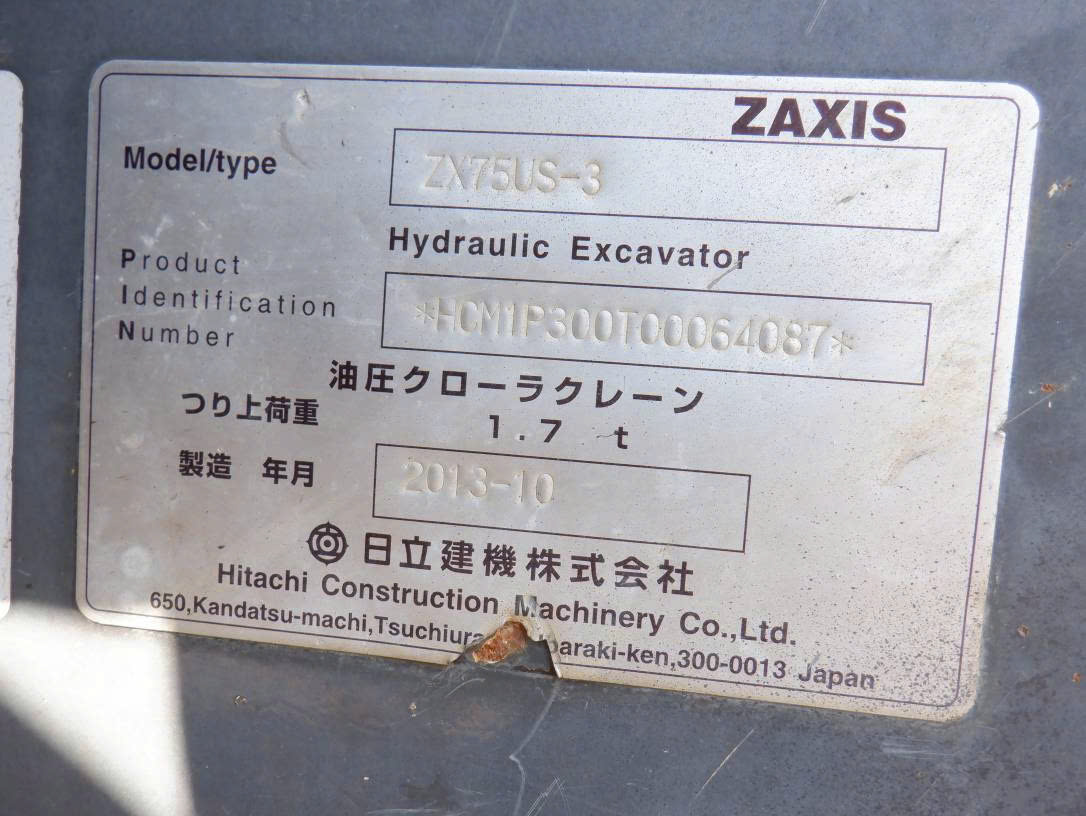 ZAXIS
Model/type ZX75US-3
Hydraulic Excavator
Product
Identification
Number *HCM1P300T00064087*
油圧クローラクレーン
つり上荷重 1.7 t
製造 年月 2013-10
日立建機株式会社
Hitachi Construction Machinery Co.,Ltd.
650,Kandatsu-machi,Tsuchiura baraki-ken,300-0013 Japan